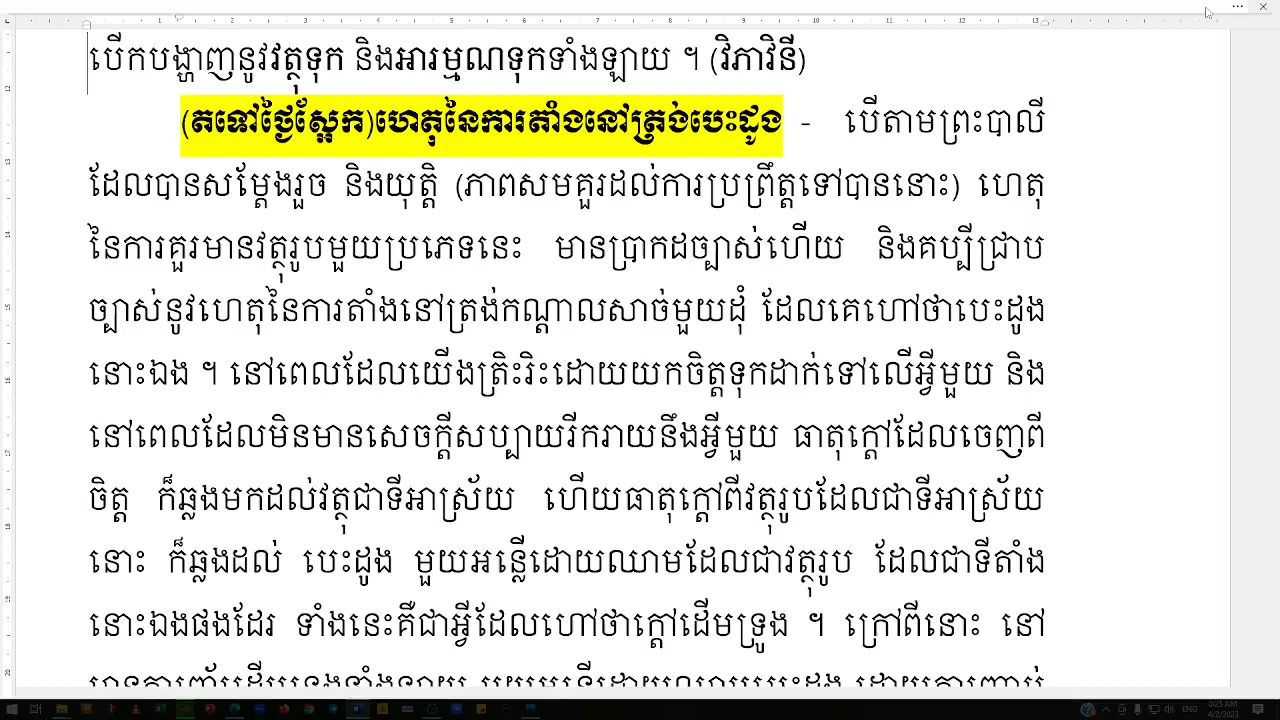 បើកបង្ហាញនូវវត្ថុទុក និងអារម្មណទុកទាំងឡាយ ។ (វិភាវិនី)
(តទៅថ្ងៃស្អែក)ហេតុនៃការតាំងនៅត្រង់បេះដូង - បើតាមព្រះបាលី
ដែលបានសម្ដែងរួច និងយុត្តិ (ភាពសមគួរដល់ការប្រព្រឹត្តទៅបាននោះ) ហេតុ
នៃការគួរមានវត្ថុរូបមួយប្រភេទនេះ មានប្រាកដច្បាស់ហើយ និងគប្បីជ្រាប
ច្បាស់នូវហេតុនៃការតាំងនៅត្រង់កណ្ដាលសាច់មួយដុំ ដែលគេហៅថាបេះដូង
នោះឯង ។ នៅពេលដែលយើងត្រិះរិះដោយយកចិត្តទុកដាក់ទៅលើអ្វីមួយ និង
នៅពេលដែលមិនមានសេចក្ដីសប្បាយរីករាយនឹងអ្វីមួយ ធាតុក្ដៅដែលចេញពី
ចិត្ត ក៏ឆ្លងមកដល់វត្ថុជាទីអាស្រ័យ ហើយធាតុក្ដៅពីវត្ថុរូបដែលជាទីអាស្រ័យ
នោះ ក៏ឆ្លងដល់ បេះដូង មួយអន្លើដោយឈាមដែលជាវត្ថុរូប ដែលជាទីតាំង
នោះឯងផងដែរ ទាំងនេះគឺជាអ្វីដែលហៅថាក្ដៅដើមទ្រូង ។ ក្រៅពីនោះ នៅ
ENG 8:25 AM
4/2/2023